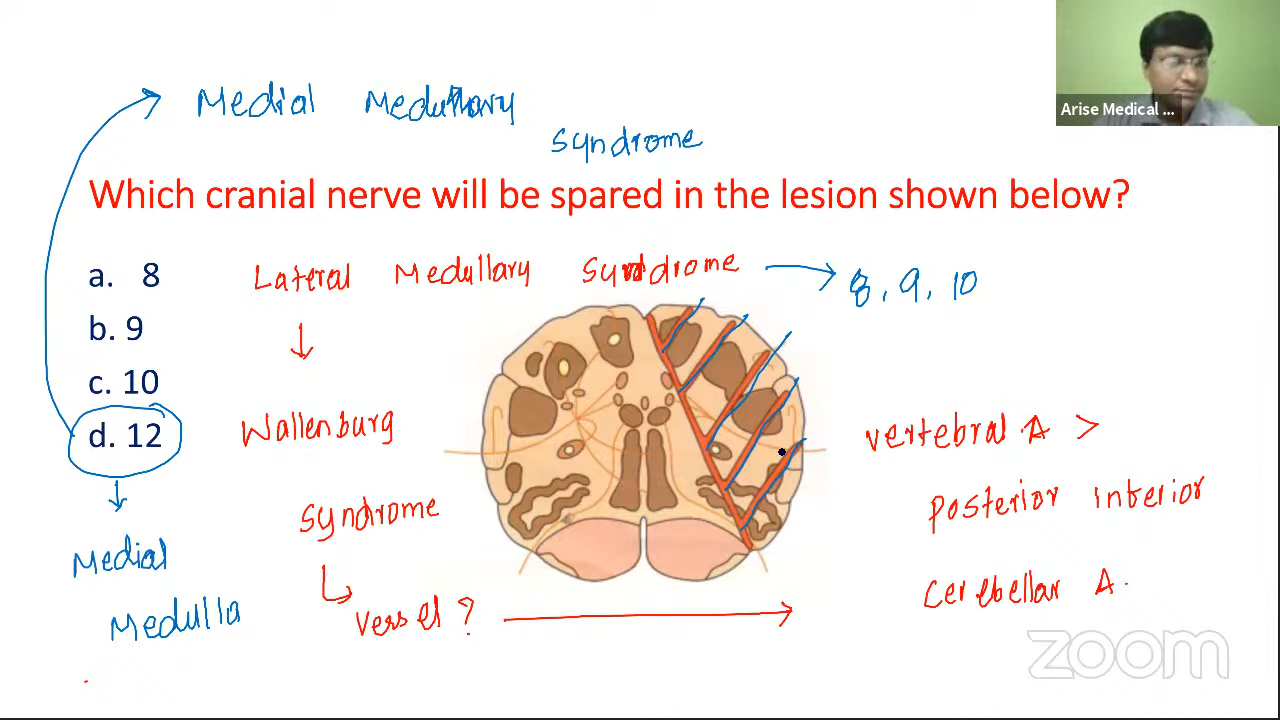 Arise Medical ...
Medial Medullary
Syndrome
Which cranial nerve will be spared in the lesion shown below?
a. 8
Lateral Medullary Syndrome → 8, 9, 10
b. 9
c. 10
d. 12
Wallenburg
Syndrome
Vessel ?
Vertebral A >
Posterior interior
Cerebellar A.
Medial
Medulla
zoom